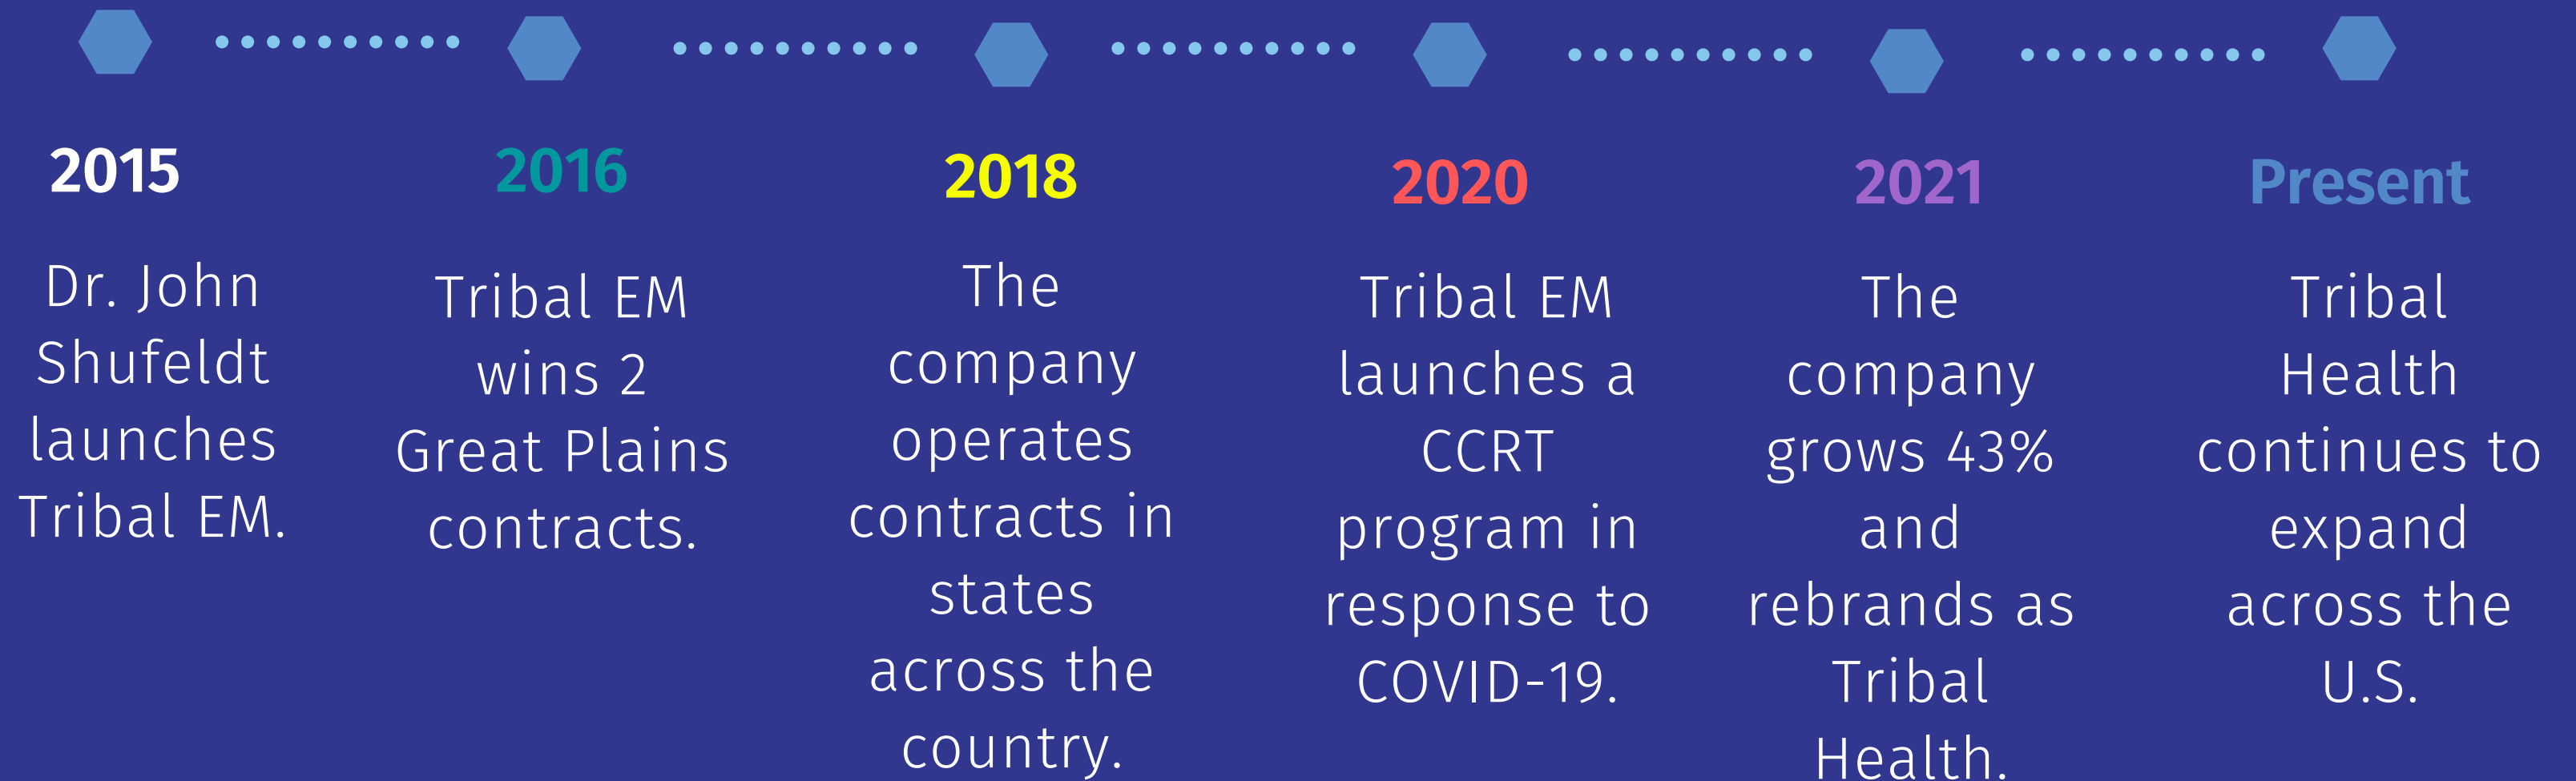 2015
Dr. John
Shufeldt
launches
Tribal EM.
2016
Tribal EM
wins 2
Great Plains
contracts.
2018
The
company
operates
contracts in
states
across the
country.
2020
Tribal EM
launches a
CCRT
program in
response to
COVID-19.
2021
The
company
grows 43%
and
rebrands as
Tribal
Health.
Present
Tribal
Health
continues to
expand
across the
U.S.